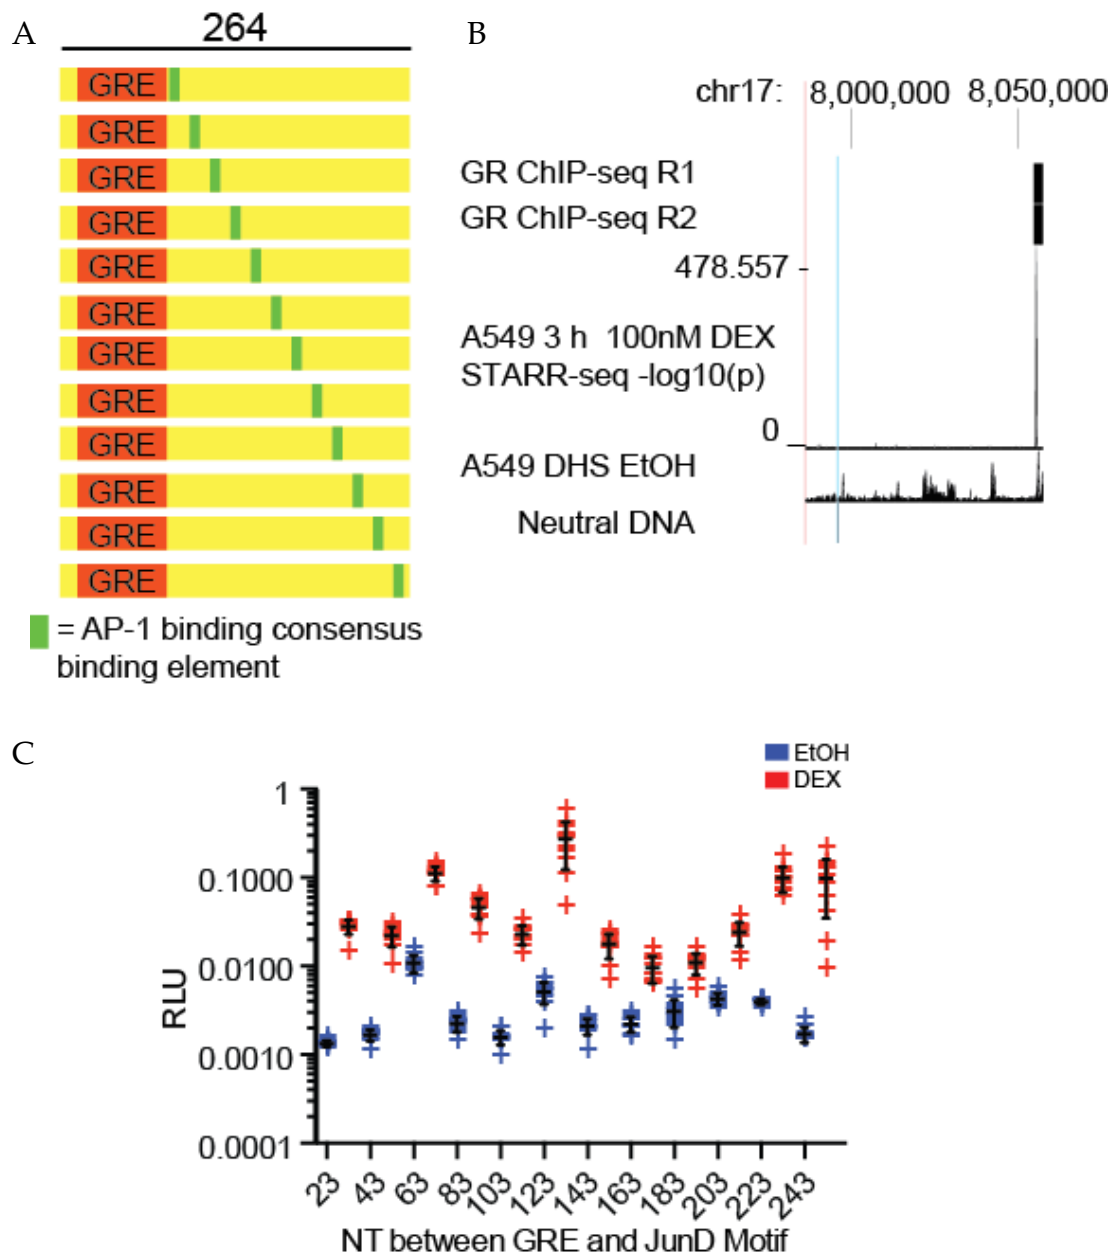 A
264
GRE
GRE
GRE
GRE
GRE
GRE
GRE
GRE
GRE
GRE
GRE
GRE
= AP-1 binding consensus
binding element
B
chr17: 8,000,000 8,050,000
GR ChIP-seq R1
GR ChIP-seq R2
478.557
A549 3 h 100nM DEX
STARR-seq -log10(p)
0
A549 DHS EtOH
Neutral DNA
C
EtOH
DEX
1
0.1000
0.0100
0.0010
0.0001
RLU
23 43 63 83 103 123 143 163 183 203 223 243
NT between GRE and JunD Motif